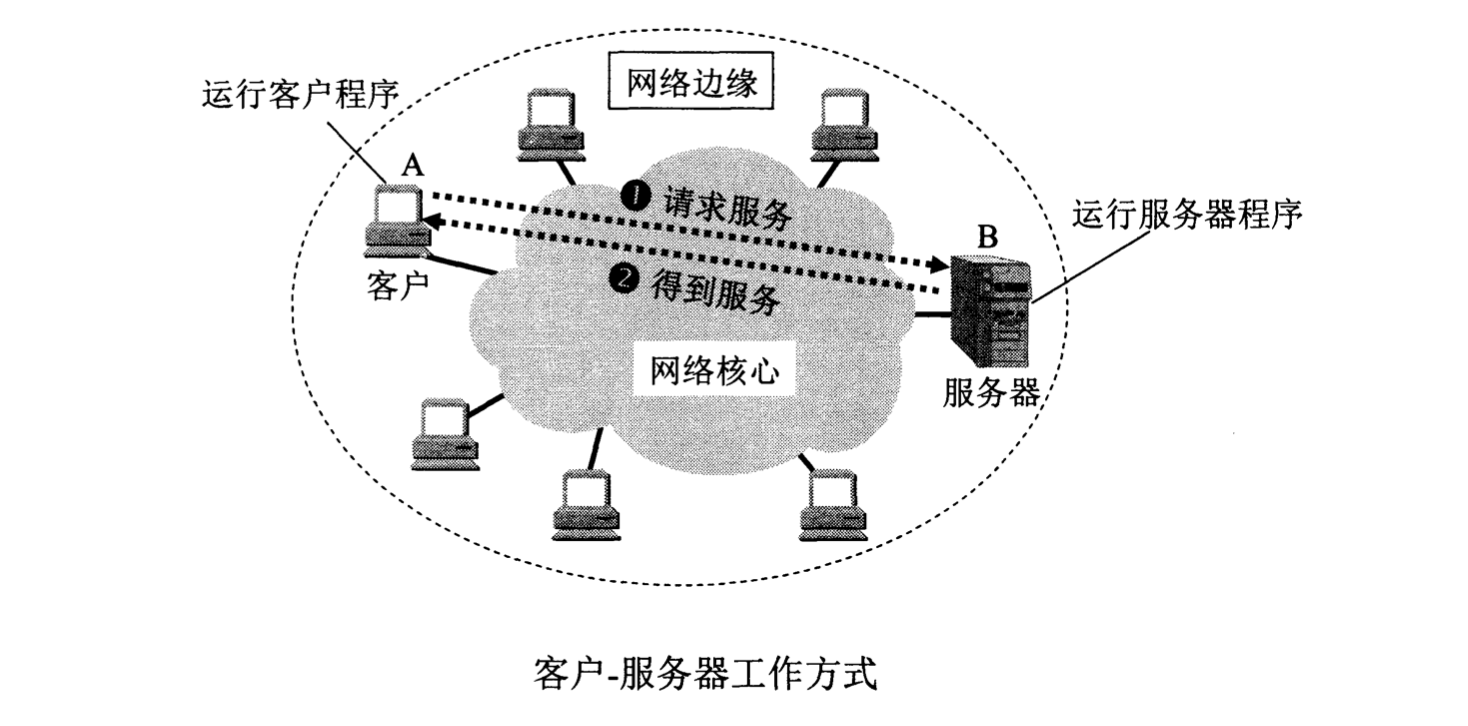 网络边缘
运行客户程序
A
❶ 请求服务
运行服务器程序
B
客户
❷ 得到服务
网络核心
服务器
客户-服务器工作方式